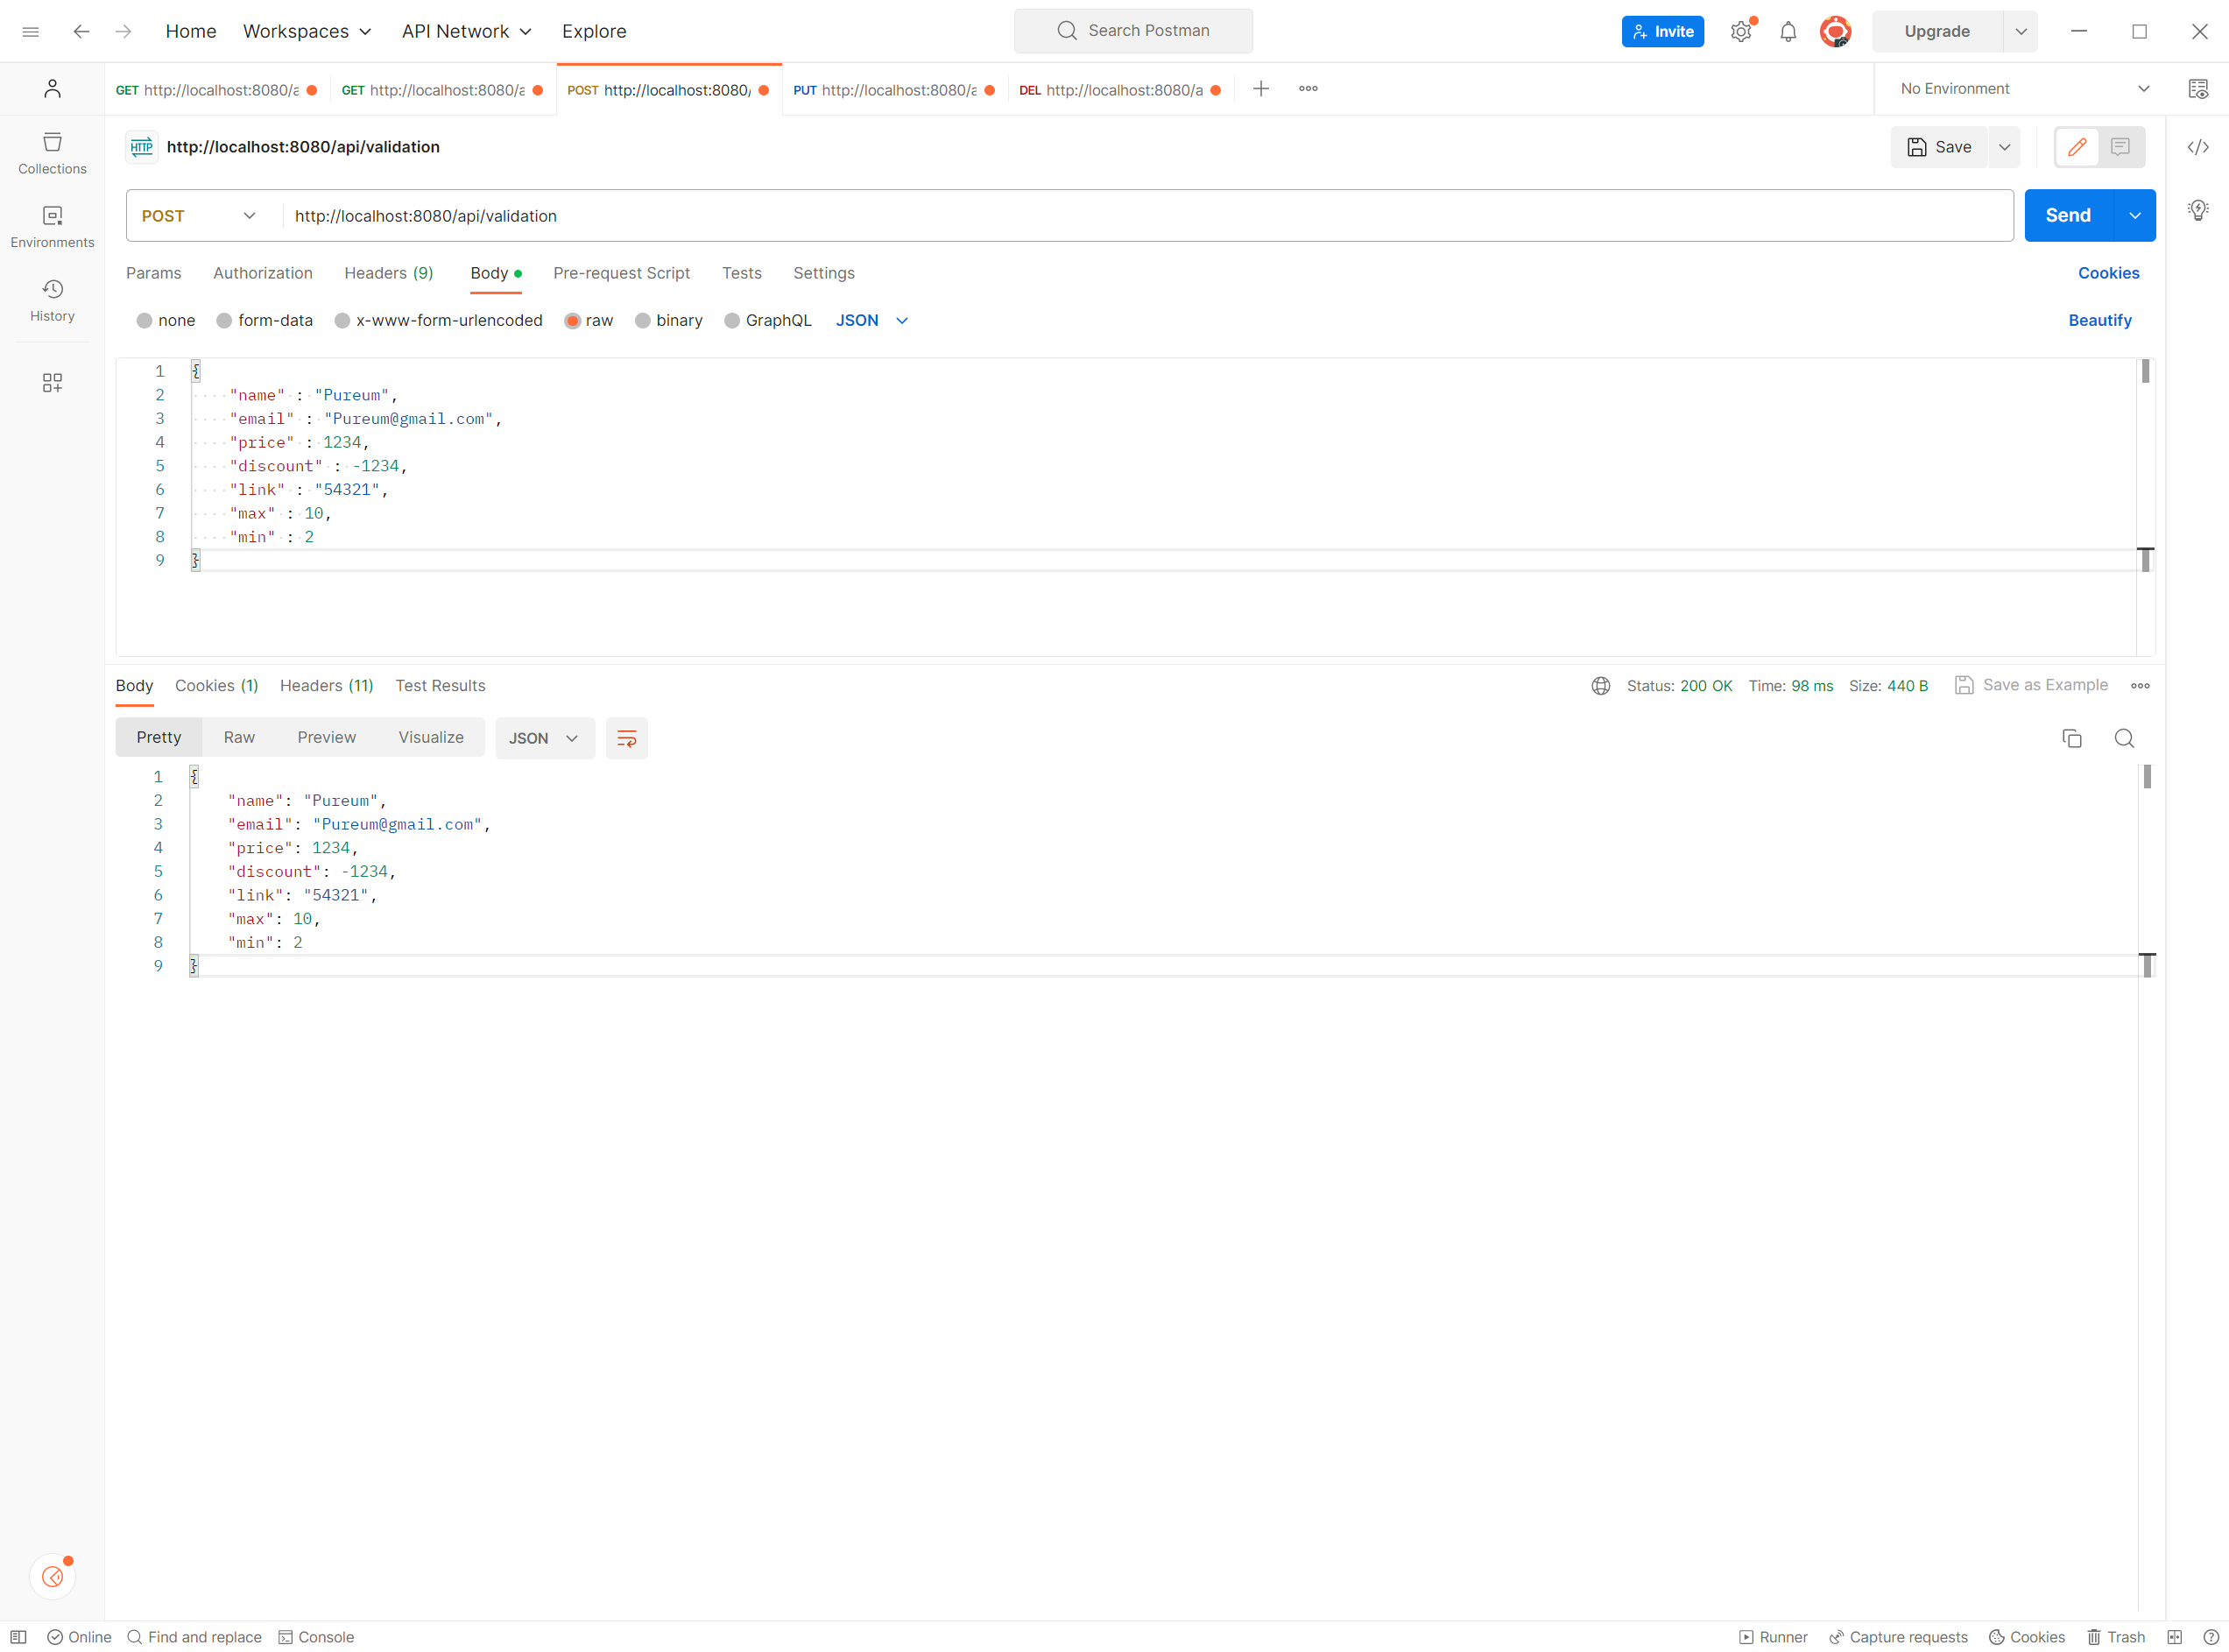 Home Workspaces API Network Explore Search Postman Invite Upgrade
GET http://localhost:8080/a GET http://localhost:8080/a POST http://localhost:8080/ PUT http://localhost:8080/a DEL http://localhost:8080/a No Environment
Collections
Environments
History
HTTP http://localhost:8080/api/validation Save
POST http://localhost:8080/api/validation Send
Params Authorization Headers (9) Body Pre-request Script Tests Settings Cookies
none form-data x-www-form-urlencoded raw binary GraphQL JSON Beautify
1 {
2 "name" : "Pureum",
3 "email" : "Pureum@gmail.com",
4 "price" : 1234,
5 "discount" : -1234,
6 "link" : "54321",
7 "max" : 10,
8 "min" : 2
9 }
Body Cookies (1) Headers (11) Test Results Status: 200 OK Time: 98 ms Size: 440 B Save as Example
Pretty Raw Preview Visualize JSON
1 {
2 "name": "Pureum",
3 "email": "Pureum@gmail.com",
4 "price": 1234,
5 "discount": -1234,
6 "link": "54321",
7 "max": 10,
8 "min": 2
9 }
Online Find and replace Console Runner Capture requests Cookies Trash